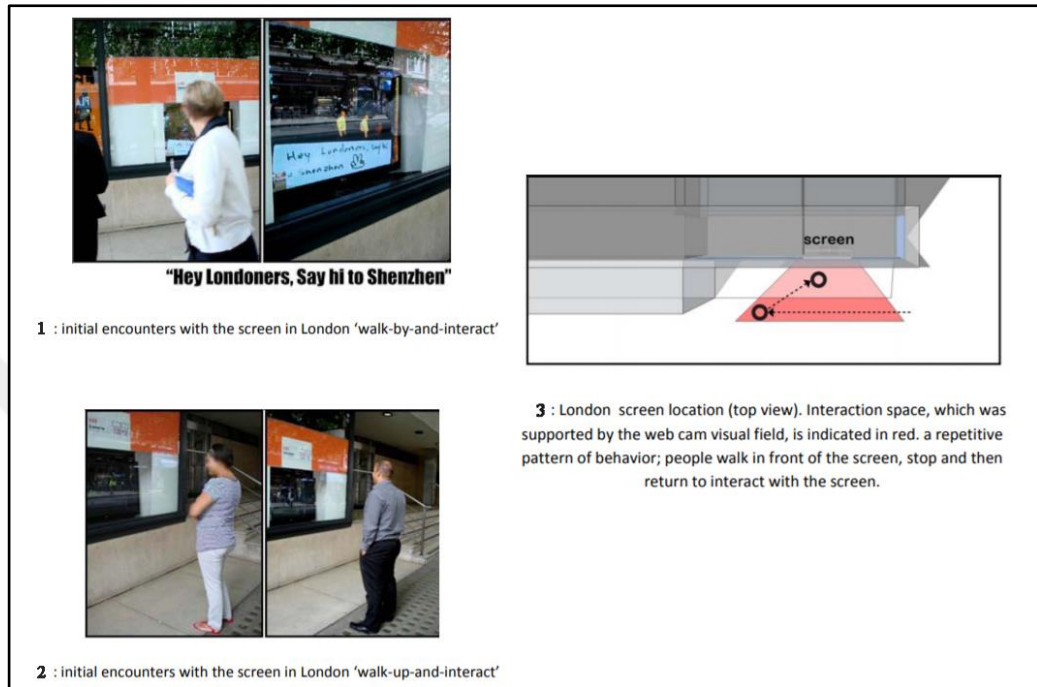 Hey Londoners, Say hi
to Shenzhen
"Hey Londoners, Say hi to Shenzhen"
1 : initial encounters with the screen in London ‘walk-by-and-interact’
2 : initial encounters with the screen in London ‘walk-up-and-interact’
screen
3 : London screen location (top view). Interaction space, which was
supported by the web cam visual field, is indicated in red. a repetitive
pattern of behavior; people walk in front of the screen, stop and then
return to interact with the screen.